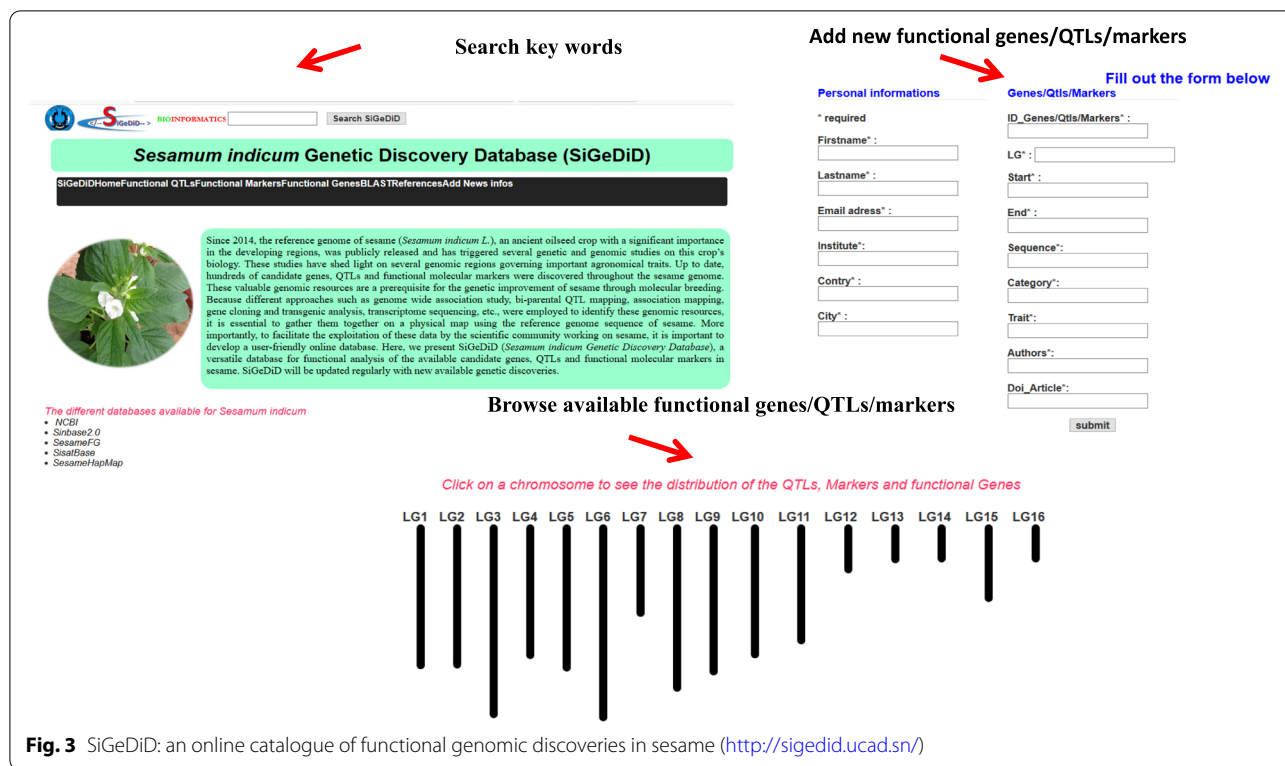 Search key words
Add new functional genes/QTLs/markers
SiGeDiD-->
BIOINFORMATICS
Search SiGeDiD
Sesamum indicum Genetic Discovery Database (SiGeDiD)
SiGeDiDHomeFunctional QTLsFunctional MarkersFunctional GenesBLASTReferencesAdd News infos
Since 2014, the reference genome of sesame (Sesamum indicum L.), an ancient oilseed crop with a significant importance
in the developing regions, was publicly released and has triggered several genetic and genomic studies on this crop's
biology. These studies have shed light on several genomic regions governing important agronomical traits. Up to date,
hundreds of candidate genes, QTLs and functional molecular markers were discovered throughout the sesame genome.
These valuable genomic resources are a prerequisite for the genetic improvement of sesame through molecular breeding.
Because different approaches such as genome wide association study, bi-parental QTL mapping, association mapping,
gene cloning and transgenic analysis, transcriptome sequencing, etc., were employed to identify these genomic resources,
it is essential to gather them together on a physical map using the reference genome sequence of sesame. More
importantly, to facilitate the exploitation of these data by the scientific community working on sesame, it is important to
develop a user-friendly online database. Here, we present SiGeDiD (Sesamum indicum Genetic Discovery Database), a
versatile database for functional analysis of the available candidate genes, QTLs and functional molecular markers in
sesame. SiGeDiD will be updated regularly with new available genetic discoveries.
The different databases available for Sesamum indicum
• NCBI
• Sinbase2.0
• SesameFG
• SisatBase
• SesameHapMap
Fill out the form below
Personal informations
* required
Firstname* :
Lastname* :
Email adress* :
Institute*:
Contry* :
City* :
Genes/Qtls/Markers
ID_Genes/Qtls/Markers* :
LG* :
Start* :
End* :
Sequence*:
Category*:
Trait*:
Authors*:
Doi_Article*:
submit
Browse available functional genes/QTLs/markers
Click on a chromosome to see the distribution of the QTLs, Markers and functional Genes
LG1 LG2 LG3 LG4 LG5 LG6 LG7 LG8 LG9 LG10 LG11 LG12 LG13 LG14 LG15 LG16
Fig. 3 SiGeDiD: an online catalogue of functional genomic discoveries in sesame (http://sigedid.ucad.sn/)